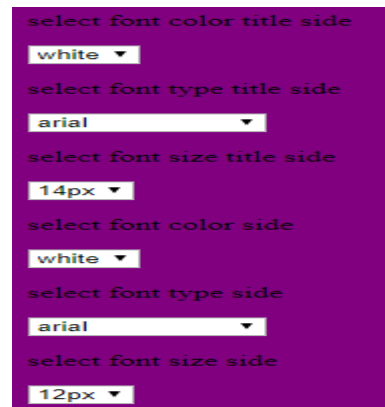 select font color title side
white
select font type title side
arial
select font size title side
14px
select font color side
white
select font type side
arial
select font size side
12px